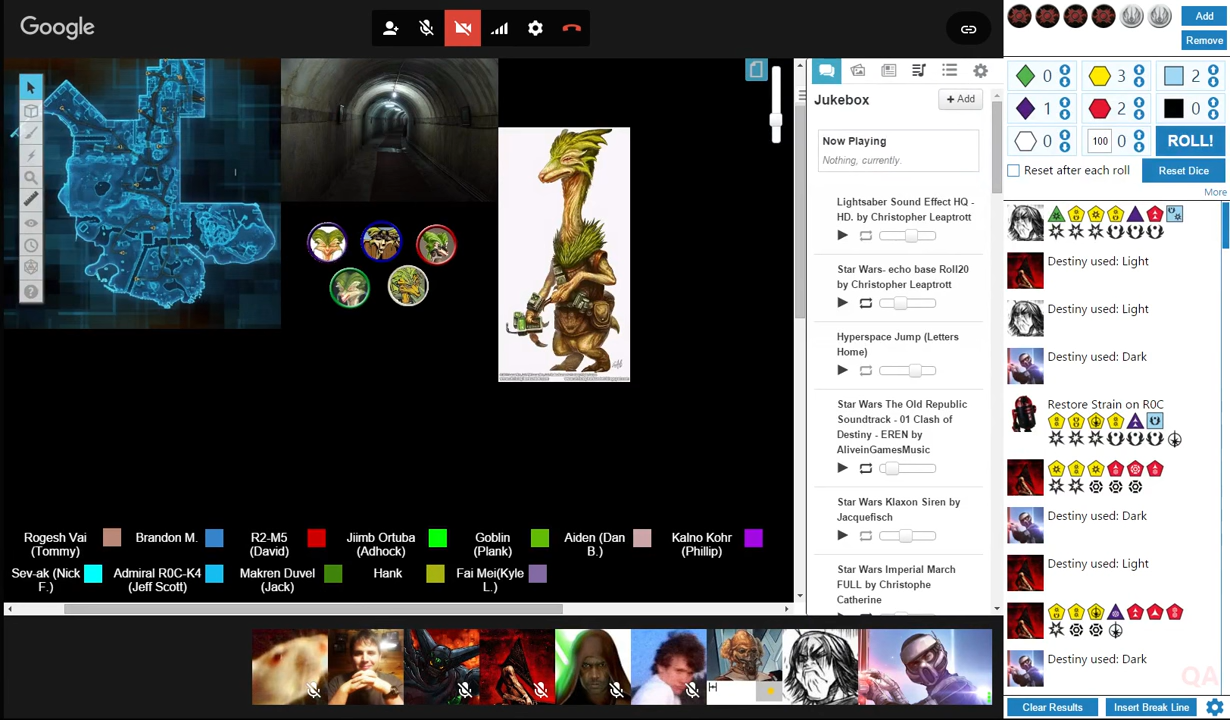 Google
Add
Remove
0
3
2
1
2
0
0
100
0
ROLL!
Reset after each roll
Reset Dice
More
Jukebox
+ Add
Now Playing
Nothing, currently.
Lightsaber Sound Effect HQ -
HD. by Christopher Leaptrott
Star Wars- echo base Roll20
by Christopher Leaptrott
Hyperspace Jump (Letters
Home)
Star Wars The Old Republic
Soundtrack - 01 Clash of
Destiny - EREN by
AliveinGamesMusic
Star Wars Klaxon Siren by
Jacquefisch
Star Wars Imperial March
FULL by Christophe
Catherine
Destiny used: Light
Destiny used: Light
Destiny used: Dark
Restore Strain on R0C
Destiny used: Dark
Destiny used: Light
Destiny used: Dark
Rogesh Vai
(Tommy)
Brandon M.
R2-M5
(David)
Jiimb Ortuba
(Adhock)
Goblin
(Plank)
Aiden (Dan
B.)
Kalno Kohr
(Phillip)
Sev-ak (Nick
F.)
Admiral R0C-K4
(Jeff Scott)
Makren Duvel
(Jack)
Hank
Fai Mei(Kyle
L.)
QA
Clear Results
Insert Break Line